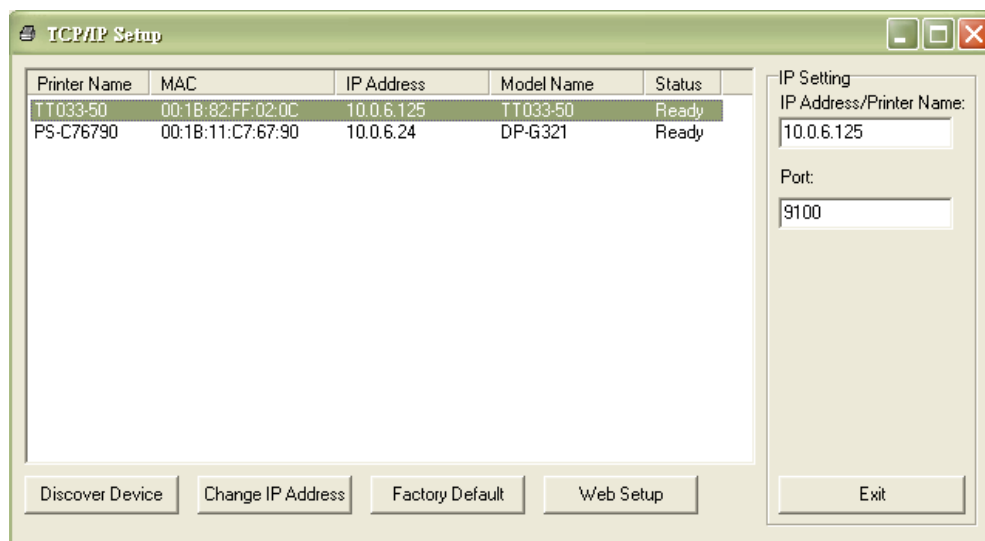 TCP/IP Setup
Printer Name MAC IP Address Model Name Status
TT033-50 00:1B:82:FF:02:0C 10.0.6.125 TT033-50 Ready
PS-C76790 00:1B:11:C7:67:90 10.0.6.24 DP-G321 Ready
IP Setting
IP Address/Printer Name:
10.0.6.125
Port:
9100
Discover Device Change IP Address Factory Default Web Setup Exit